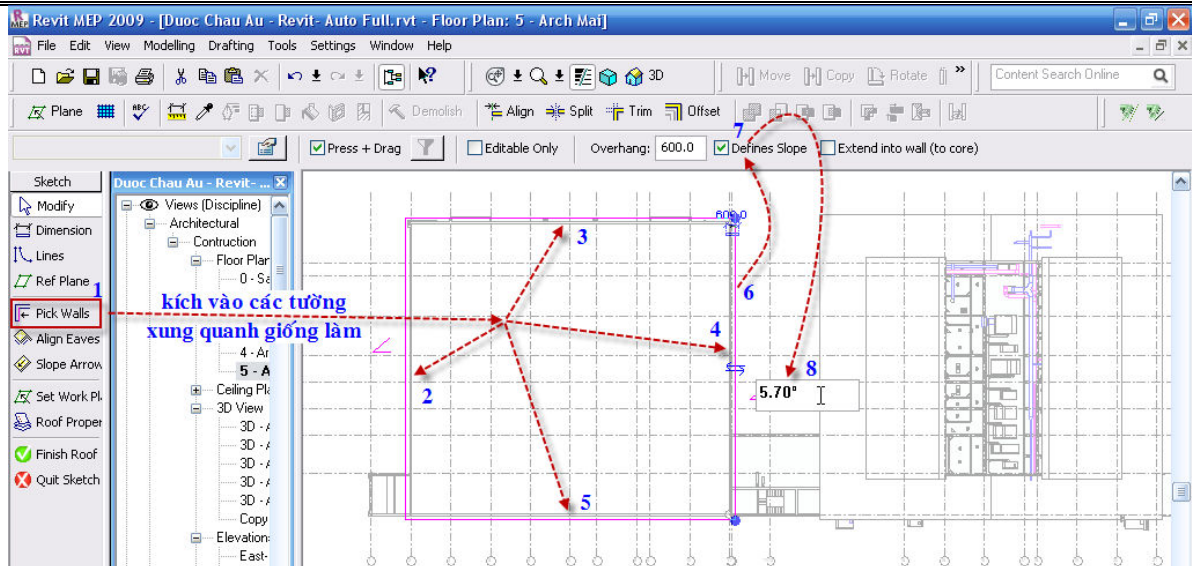 Revit MEP 2009 - [Duoc Chau Au - Revit- Auto Full.rvt - Floor Plan: 5 - Arch Mai]
File Edit View Modelling Drafting Tools Settings Window Help
3D Move Copy Rotate » Content Search Online
Plane Demolish Align Split Trim Offset
7
Press + Drag Editable Only Overhang: 600.0 Defines Slope Extend into wall (to core)
Sketch
Modify
Dimension
Lines
Ref Plane
1
Pick Walls
Align Eaves
Slope Arrow
Set Work Pl
Roof Proper
Finish Roof
Quit Sketch
Duoc Chau Au - Revit- ...
Views (Discipline)
Architectural
Contruction
Floor Plar
0 - Sa
kích vào các tường
xung quanh giống làm
4 - Ar
5 - A
Ceiling Pla
3D View
3D - A
3D - A
3D - A
3D - A
3D - A
Copy
Elevation
East-
600.0
3
6
4
2
8
5.70°
5